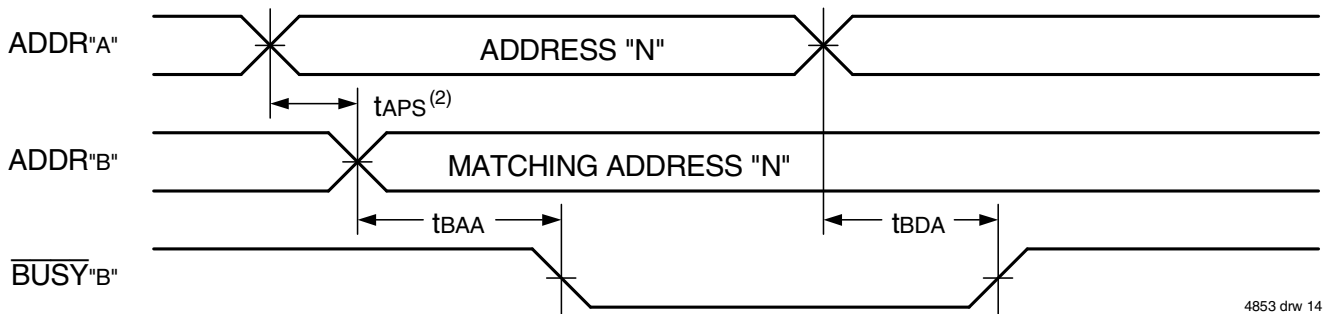 ADDR"A"
ADDRESS "N"
tAPS(2)
ADDR"B"
MATCHING ADDRESS "N"
tBAA
tBDA
BUSY"B"
4853 drw 14